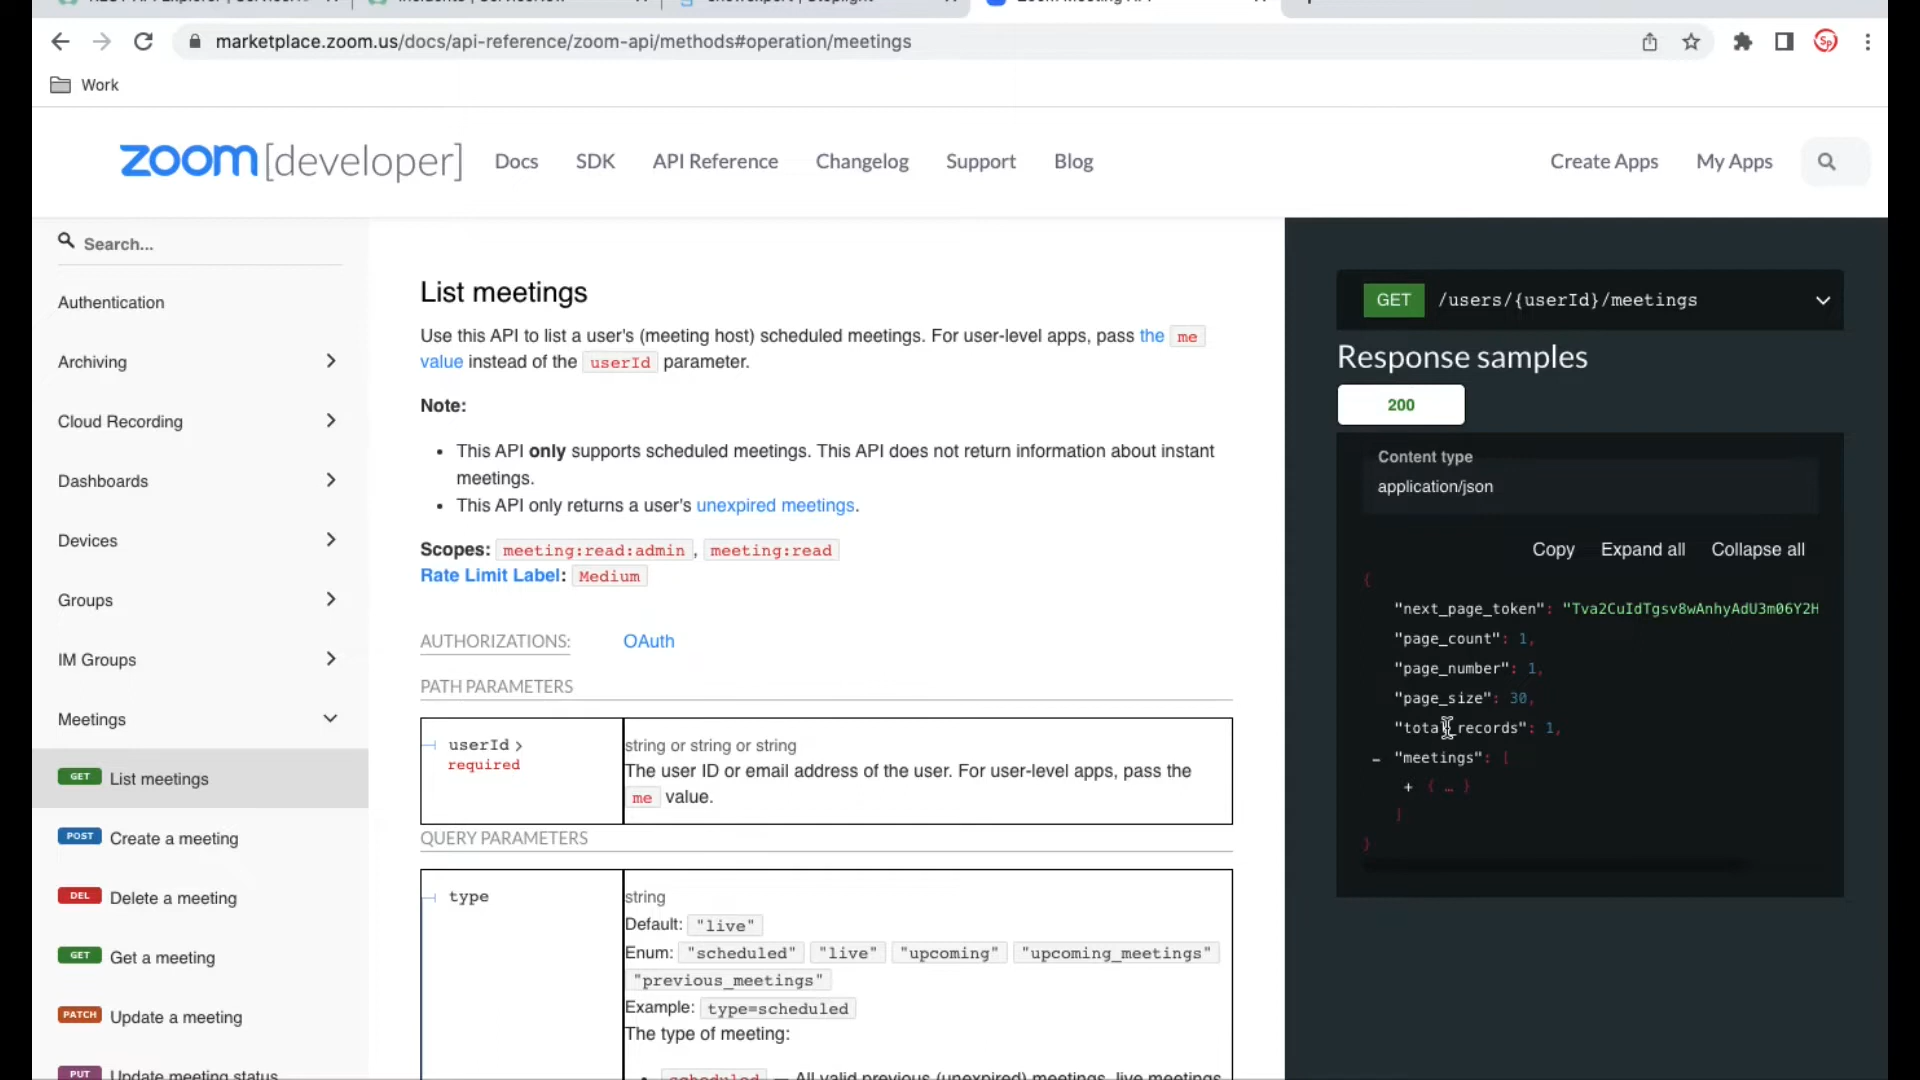 marketplace.zoom.us/docs/api-reference/zoom-api/methods#operation/meetings
Sp
Work
zoom[developer]
Docs
SDK
API Reference
Changelog
Support
Blog
Create Apps
My Apps
Search...
Authentication
Archiving
Cloud Recording
Dashboards
Devices
Groups
IM Groups
Meetings
GET List meetings
POST Create a meeting
DEL Delete a meeting
GET Get a meeting
PATCH Update a meeting
PUT Update meeting status
List meetings
Use this API to list a user's (meeting host) scheduled meetings. For user-level apps, pass the me
value instead of the userId parameter.
Note:
• This API only supports scheduled meetings. This API does not return information about instant
meetings.
• This API only returns a user's unexpired meetings.
Scopes: meeting:read:admin , meeting:read
Rate Limit Label: Medium
AUTHORIZATIONS: OAuth
PATH PARAMETERS
userId >
required
string or string or string
The user ID or email address of the user. For user-level apps, pass the
me value.
QUERY PARAMETERS
type
string
Default: "live"
Enum: "scheduled" "live" "upcoming" "upcoming_meetings"
"previous_meetings"
Example: type=scheduled
The type of meeting:
• scheduled — All valid previous (unexpired) meetings, live meetings
GET /users/{userId}/meetings
Response samples
200
Content type
application/json
Copy Expand all Collapse all
{
"next_page_token": "Tva2CuIdTgsv8wAnhyAdU3m06Y2H
"page_count": 1,
"page_number": 1,
"page_size": 30,
"total_records": 1,
- "meetings": [
+ { … }
]
}